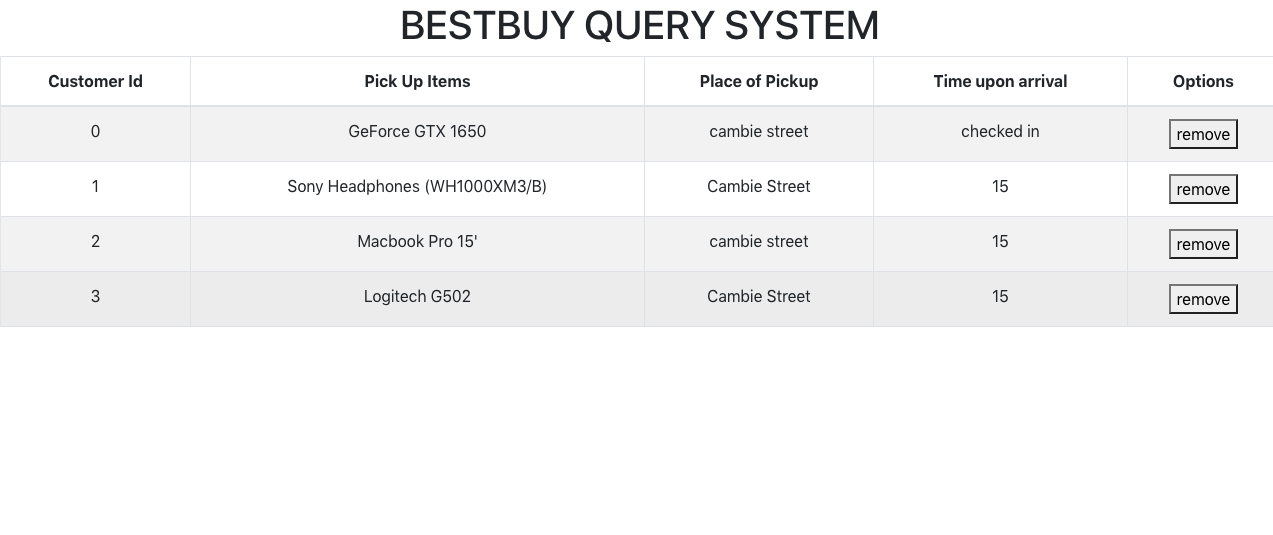 BESTBUY QUERY SYSTEM
Customer Id Pick Up Items Place of Pickup Time upon arrival Options
0 GeForce GTX 1650 cambie street checked in remove
1 Sony Headphones (WH1000XM3/B) Cambie Street 15 remove
2 Macbook Pro 15' cambie street 15 remove
3 Logitech G502 Cambie Street 15 remove